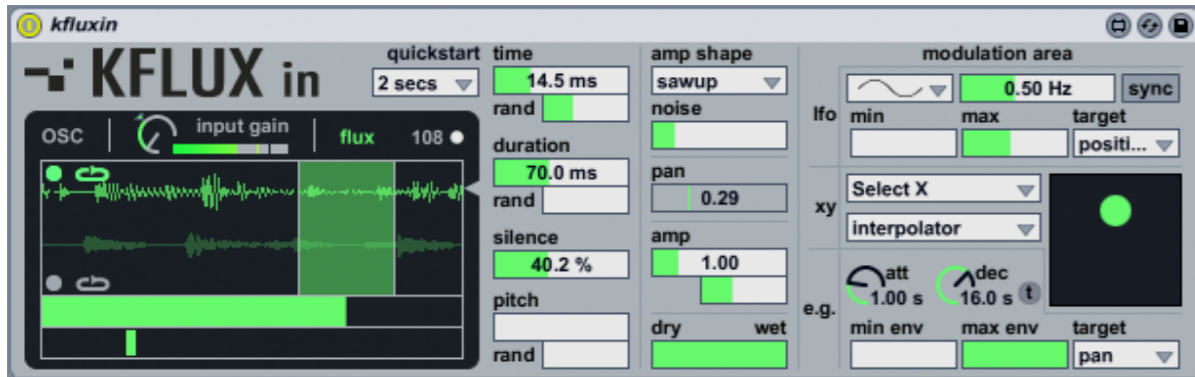 kfluxin
KFLUX in
quickstart
2 secs
OSC
input gain
flux
108
time
14.5 ms
rand
duration
70.0 ms
rand
silence
40.2 %
pitch
rand
amp shape
sawup
noise
pan
0.29
amp
1.00
dry wet
modulation area
lfo
0.50 Hz
sync
min max target
positi...
xy
Select X
interpolator
e.g.
att
1.00 s
dec
16.0 s
t
min env max env target
pan